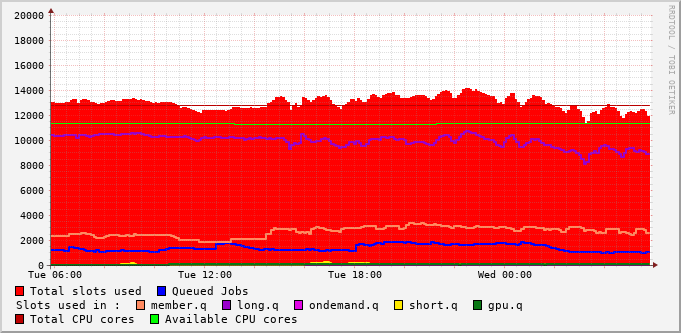 20000
18000
16000
14000
12000
10000
8000
6000
4000
2000
0
Tue 06:00 Tue 12:00 Tue 18:00 Wed 00:00
Total slots used Queued Jobs
Slots used in : member.q long.q ondemand.q short.q gpu.q
Total CPU cores Available CPU cores
RRDTOOL / TOBI OETIKER